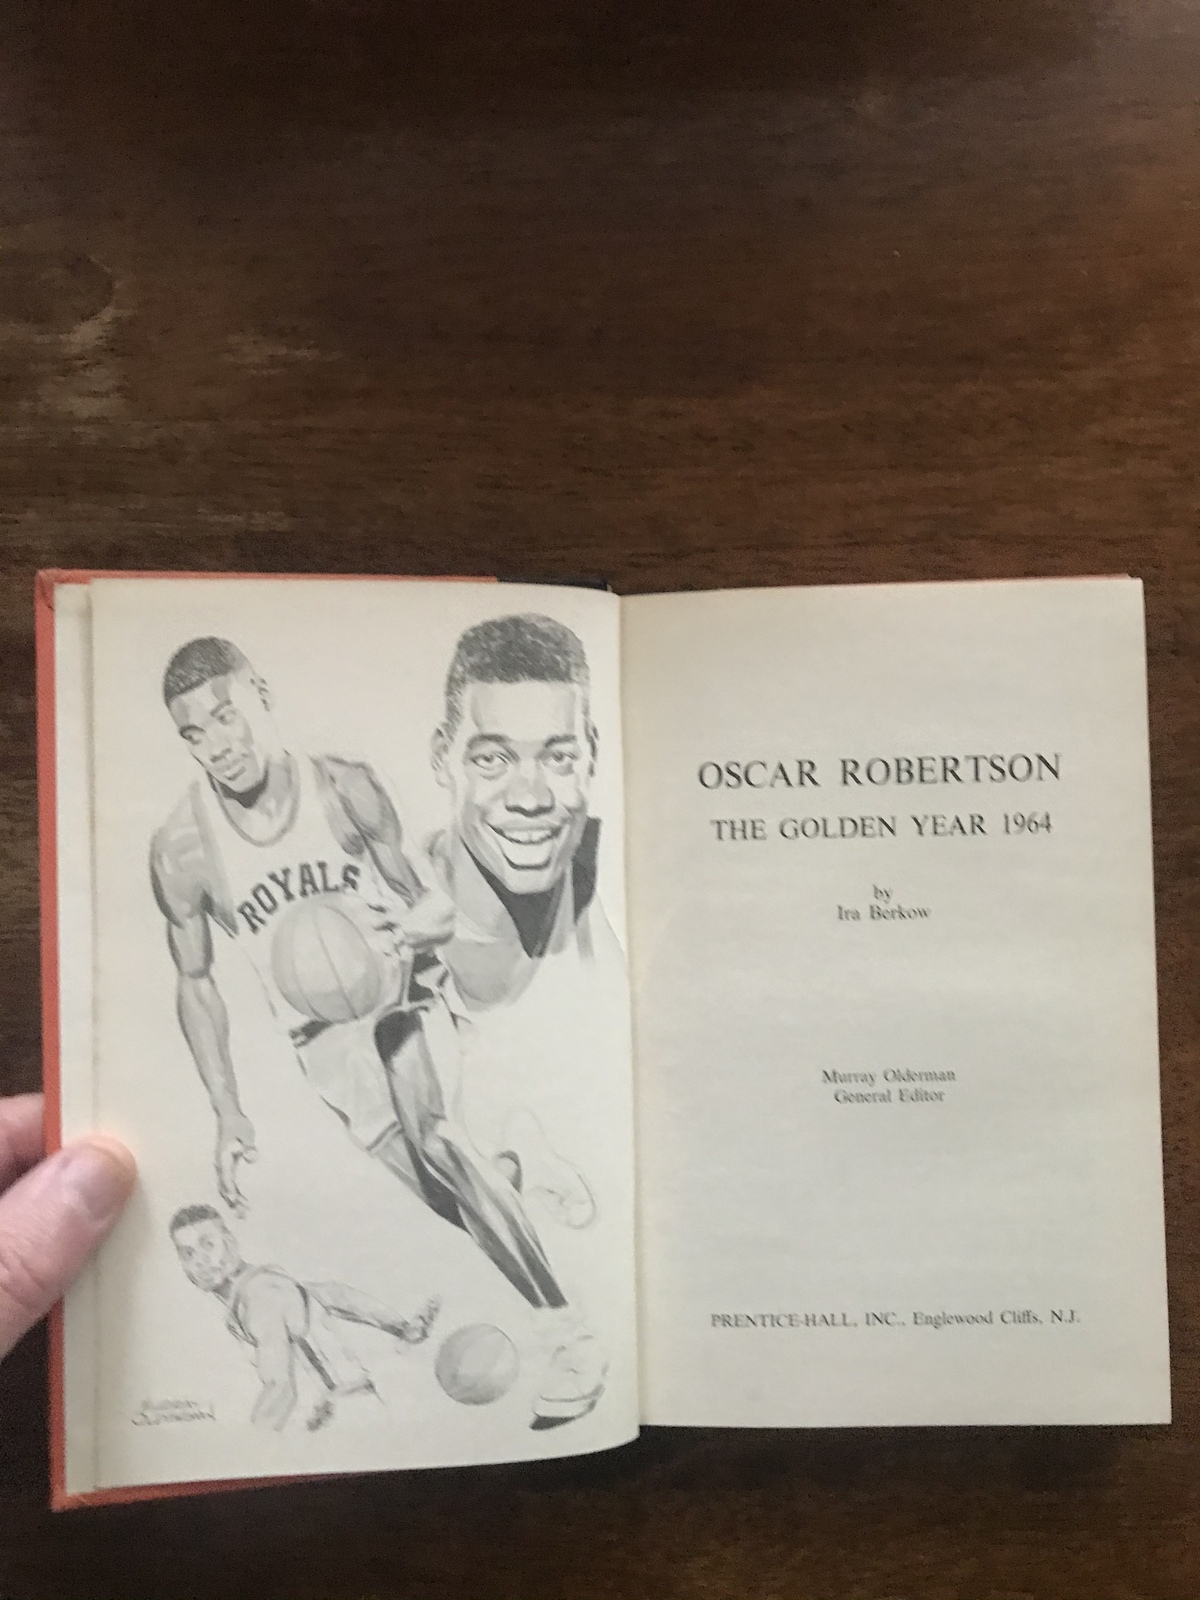 ROYALS
OSCAR ROBERTSON
THE GOLDEN YEAR 1964
by
Ira Berkow
Murray Olderman
General Editor
PRENTICE-HALL, INC., Englewood Cliffs, N.J.